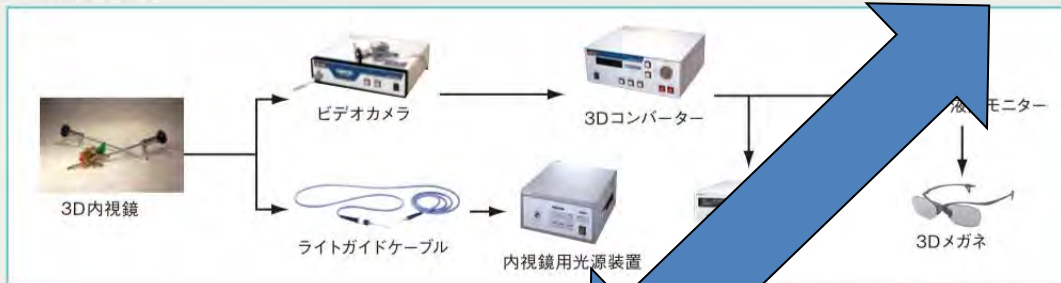 ビデオカメラ
3Dコンバーター
モニター
3D内視鏡
ライトガイドケーブル
内視鏡用光源装置
3Dメガネ